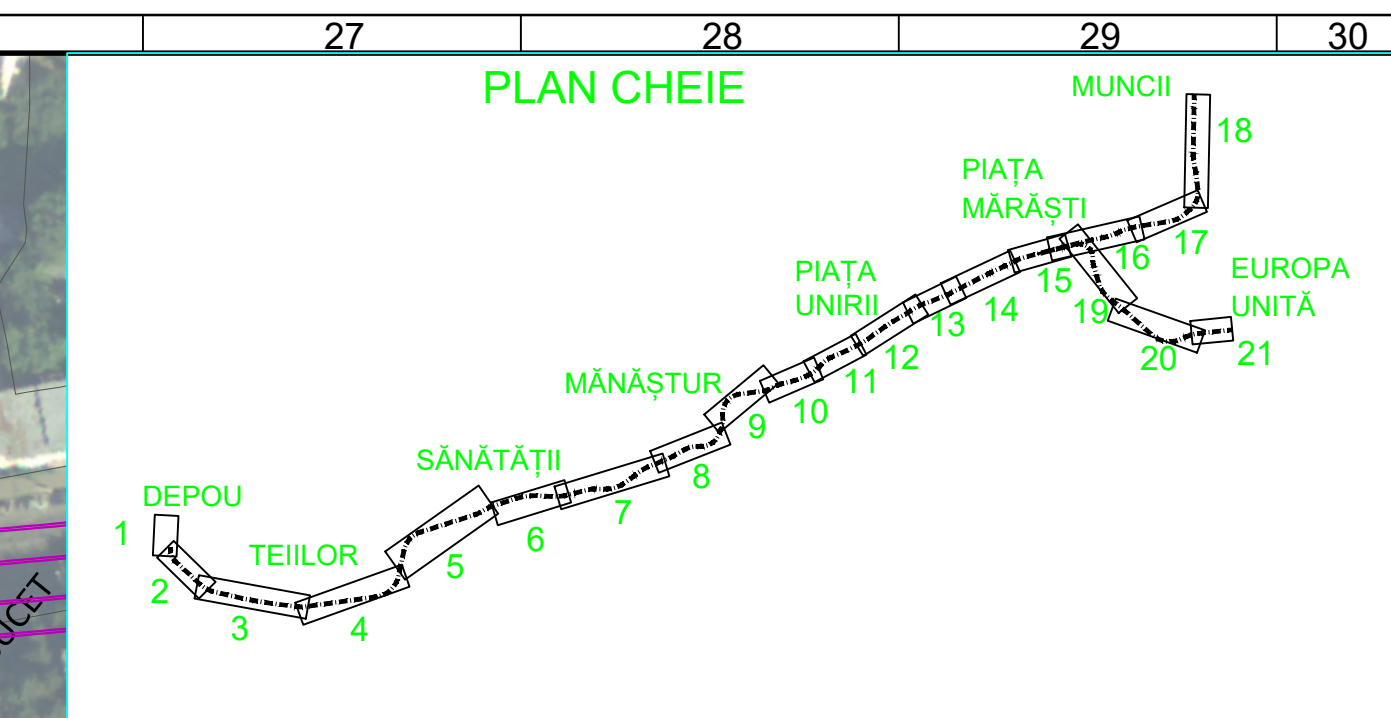 27 28 29 30
PLAN CHEIE
MUNCII
18
PIAȚA
MĂRĂȘTI
17
16
15
EUROPA
UNITĂ
PIAȚA
UNIRII
14
13
19
20
21
12
11
MĂNĂȘTUR
10
9
SĂNĂTĂȚII
8
7
6
DEPOU
1
TEIILOR
5
2
3
4